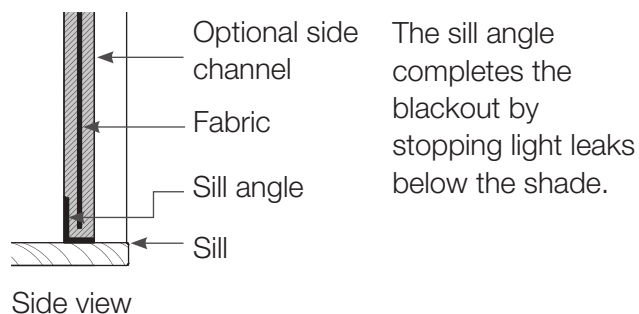 Optional side
channel
Fabric
Sill angle
Sill
Side view
The sill angle
completes the
blackout by
stopping light leaks
below the shade.